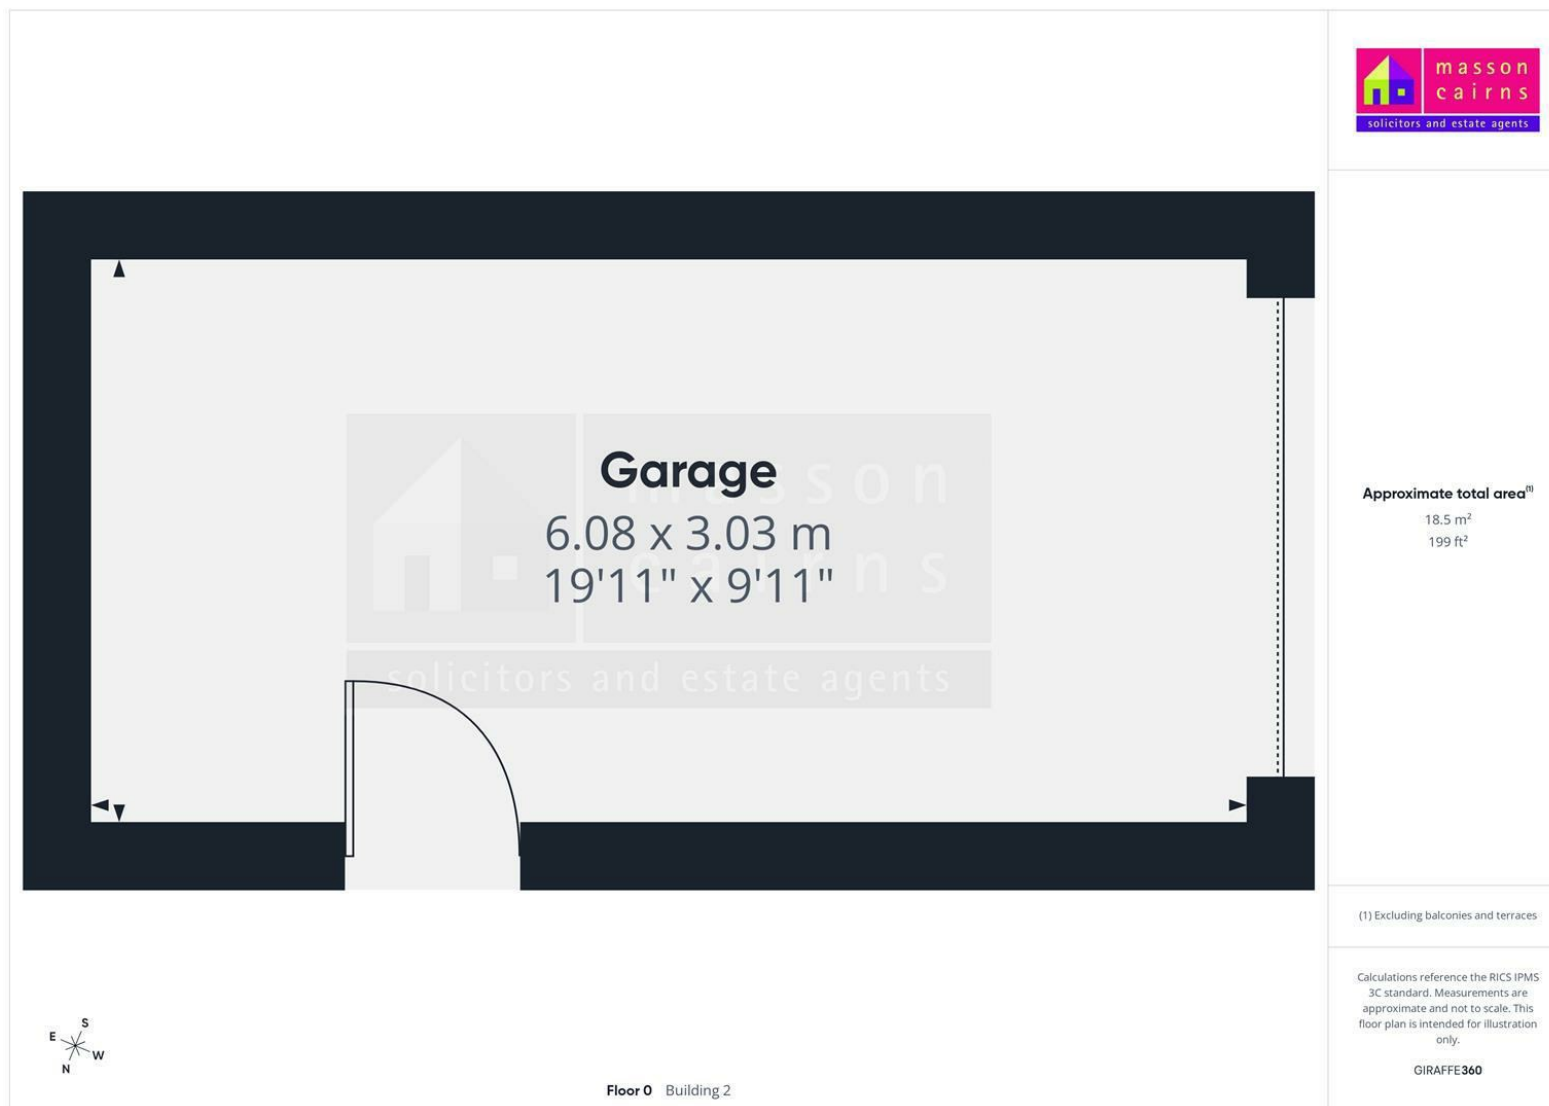 masson
cairns
solicitors and estate agents
Garage
6.08 x 3.03 m
19'11" x 9'11"
masson
cairns
solicitors and estate agents
Approximate total area(1)
18.5 m²
199 ft²
(1) Excluding balconies and terraces
Calculations reference the RICS IPMS
3C standard. Measurements are
approximate and not to scale. This
floor plan is intended for illustration
only.
GIRAFFE360
S
E
W
N
Floor 0 Building 2